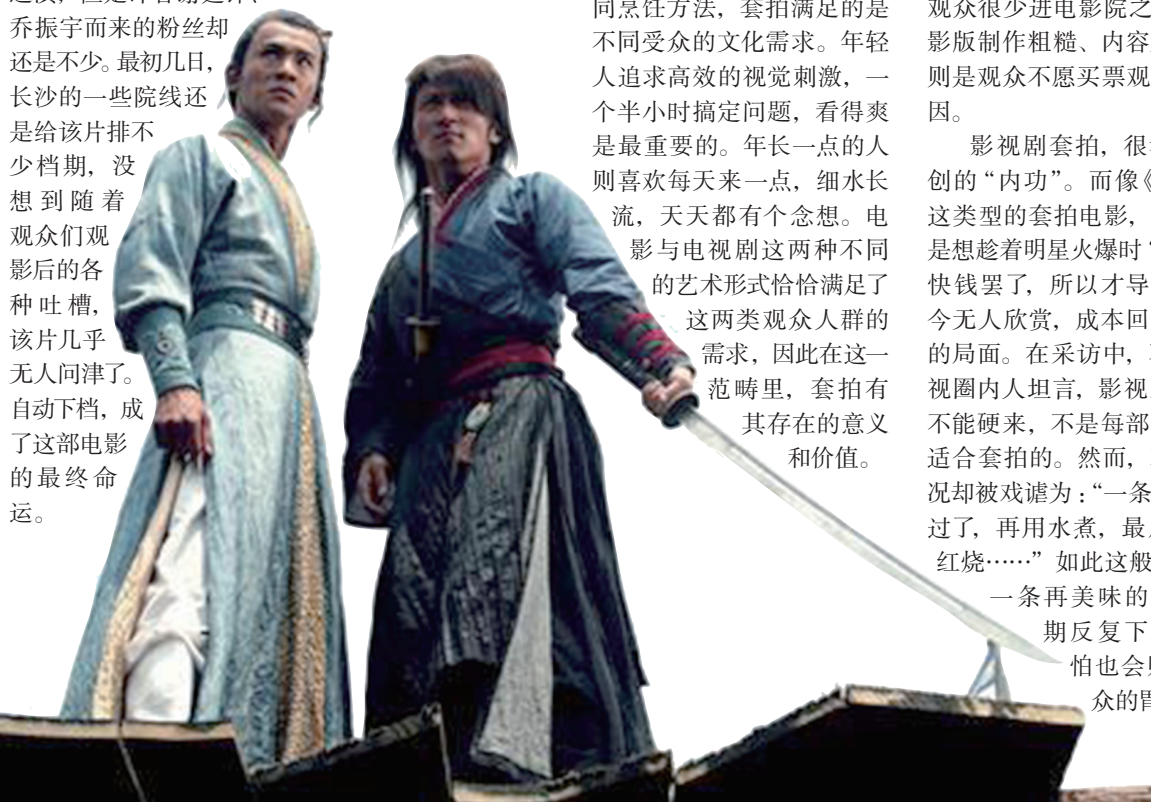 乔振宇而来的粉丝却
还是不少。最初几日，
长沙的一些院线还
是给该片排不
少档期，没
想到随着
观众们观
影后的各
种吐槽，
该片几乎
无人问津了。
自动下档，成
了这部电影
的最终命
运。
同烹饪方法，套拍满足的是
不同受众的文化需求。年轻
人追求高效的视觉刺激，一
个半小时搞定问题，看得爽
是最重要的。年长一点的人
则喜欢每天来一点，细水长
流，天天都有个念想。电
影与电视剧这两种不同
的艺术形式恰恰满足了
这两类观众人群的
需求，因此在这一
范畴里，套拍有
其存在的意义
和价值。
观众很少进电影院之
影版制作粗糙、内容
则是观众不愿买票观
因。
影视剧套拍，很
创的“内功”。而像《
这类型的套拍电影，
是想趁着明星火爆时“
快钱罢了，所以才导
今无人欣赏，成本回
的局面。在采访中，
视圈内人坦言，影视
不能硬来，不是每部
适合套拍的。然而，
况却被戏谑为：“一条
过了，再用水煮，最
红烧……”如此这般
一条再美味的
期反复下
怕也会
众的胃